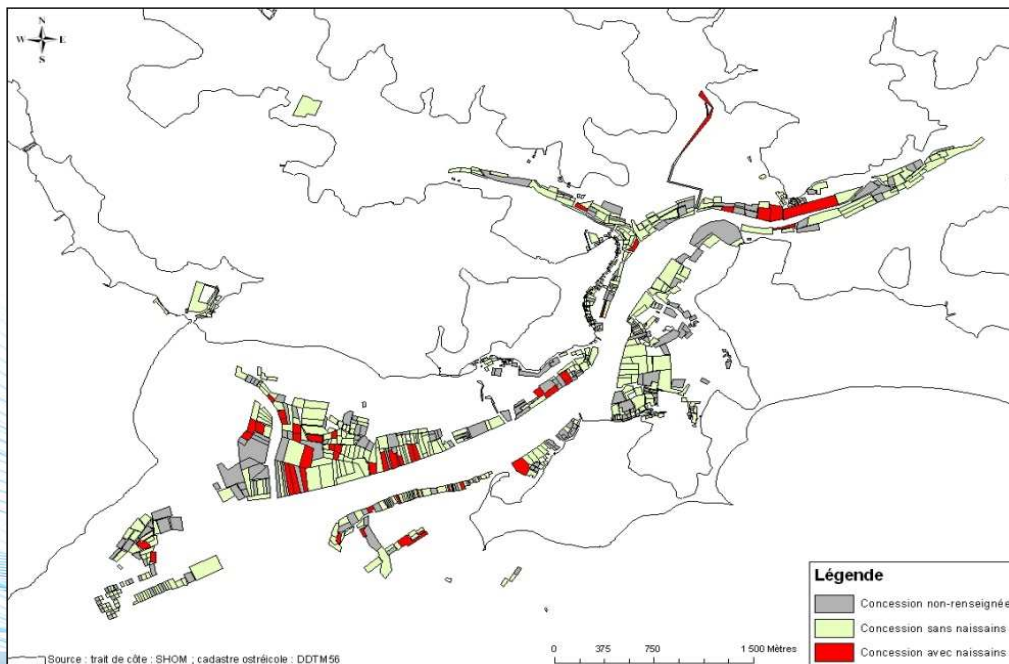 N
W E
S
Légende
Concession non-renseignée
Concession sans naissains
Concession avec naissains
Source : trait de côte : SHOM ; cadastre ostréicole : DDTM56
0 375 750 1 500 Mètres